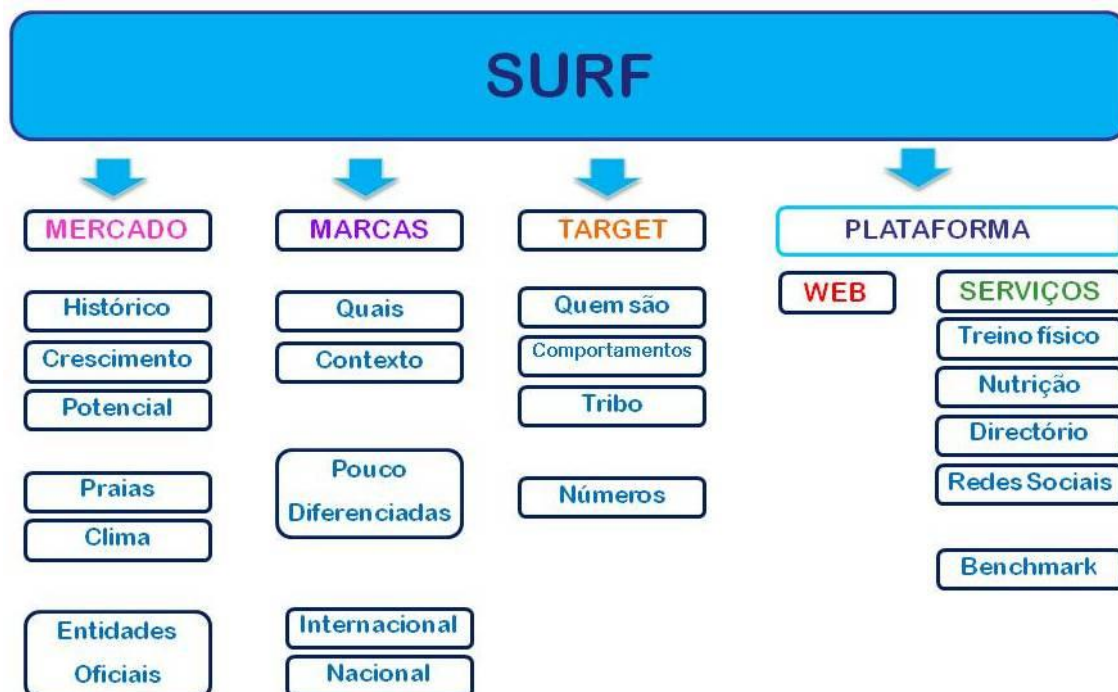 SURF
MERCADO
Histórico
Crescimento
Potencial
Praias
Clima
Entidades
Oficiais
MARCAS
Quais
Contexto
Pouco
Diferenciadas
Internacional
Nacional
TARGET
Quem são
Comportamentos
Tribo
Números
PLATAFORMA
WEB
SERVIÇOS
Treino físico
Nutrição
Directório
Redes Sociais
Benchmark